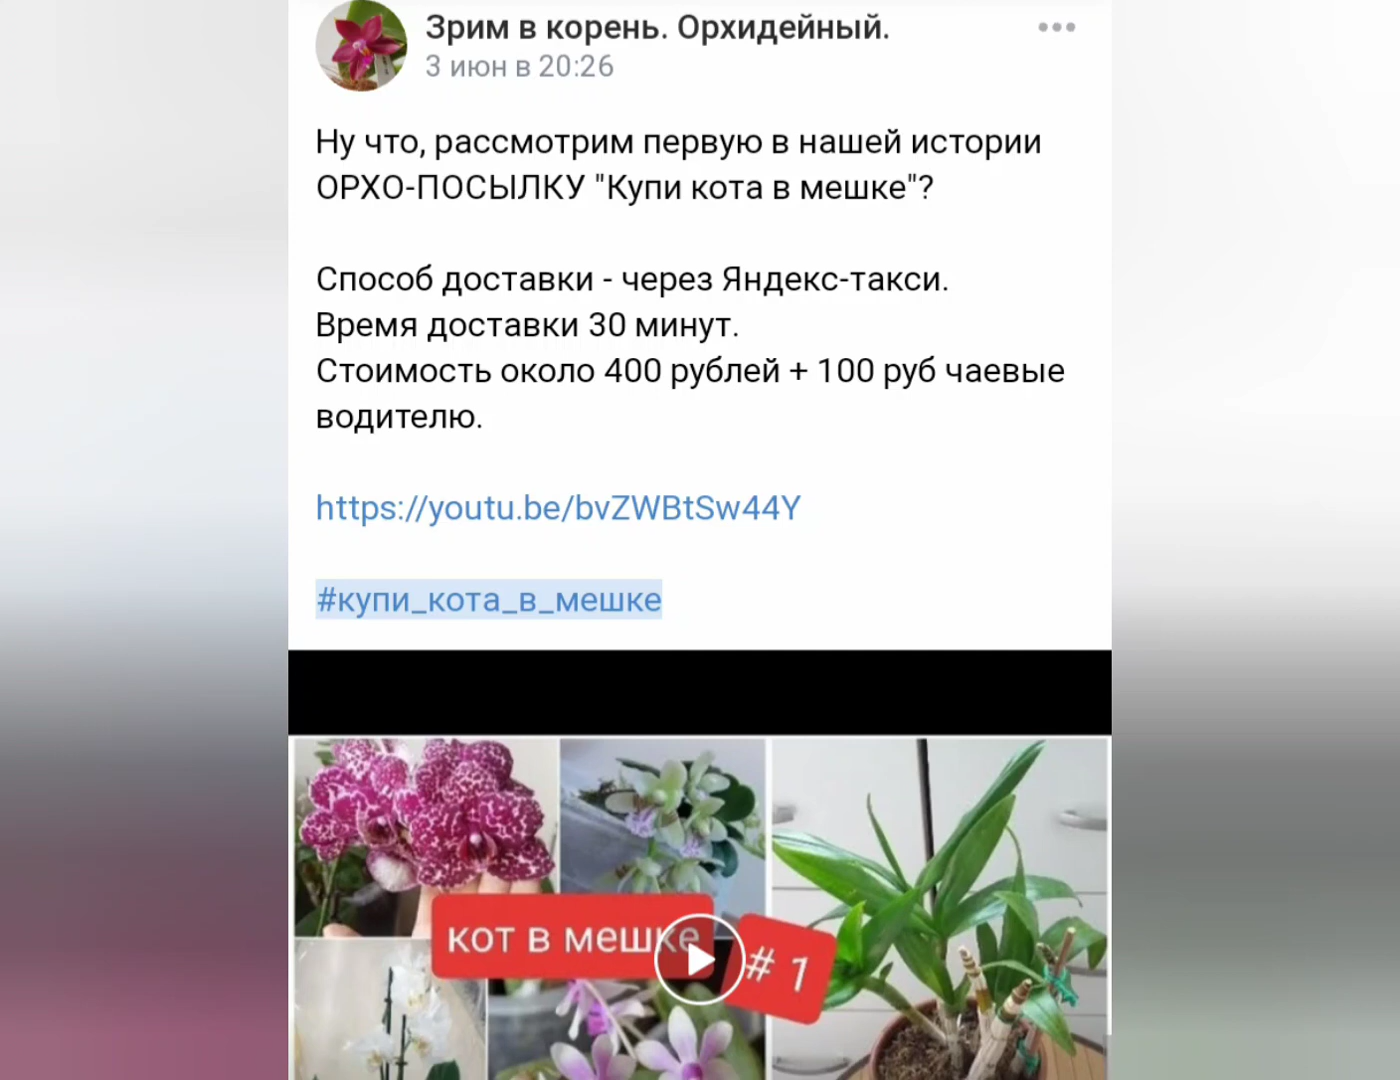 Зрим в корень. Орхидейный.
3 июн в 20:26
Ну что, рассмотрим первую в нашей истории
ОРХО-ПОСЫЛКУ "Купи кота в мешке"?
Способ доставки - через Яндекс-такси.
Время доставки 30 минут.
Стоимость около 400 рублей + 100 руб чаевые
водителю.
https://youtu.be/bvZWBtSw44Y
#купи_кота_в_мешке
кот в мешке
# 1